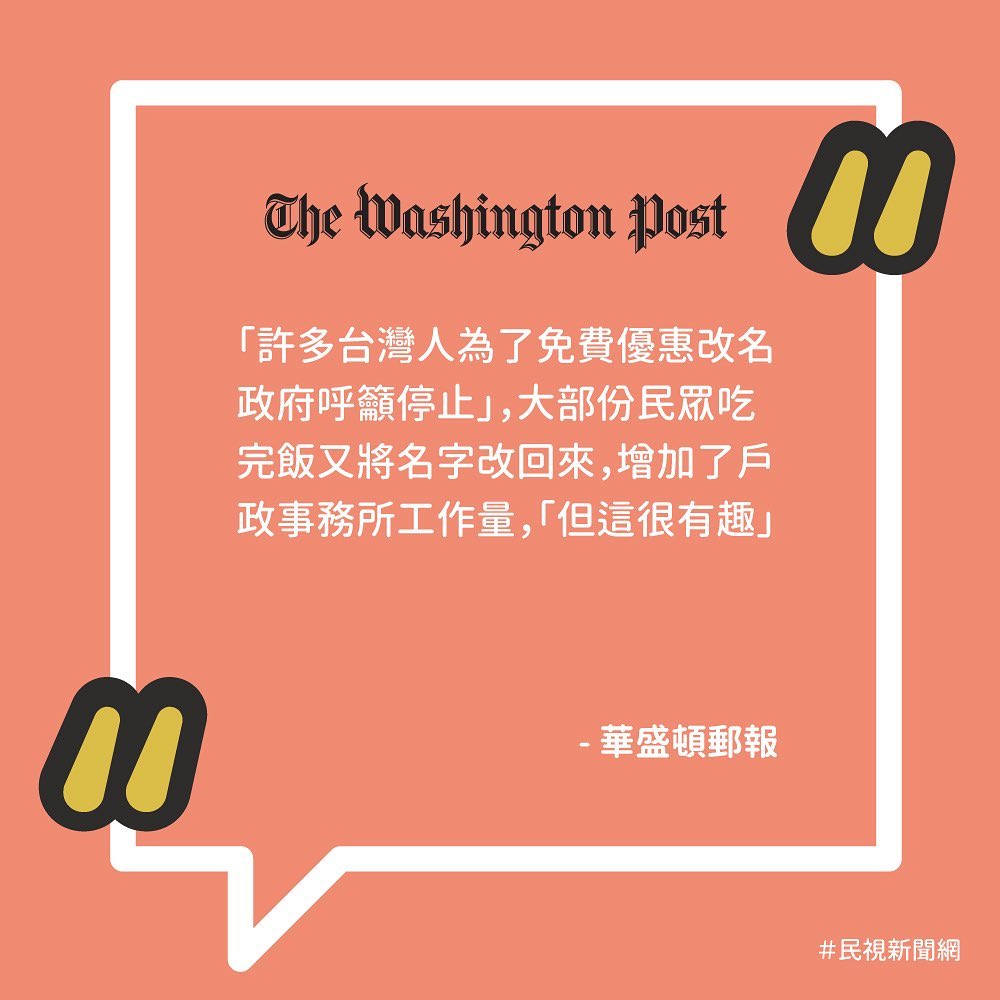 The Washington Post
「許多台灣人為了免費優惠改名
政府呼籲停止」,大部份民眾吃
完飯又將名字改回來,增加了戶
政事務所工作量,「但這很有趣」
- 華盛頓郵報
#民視新聞網